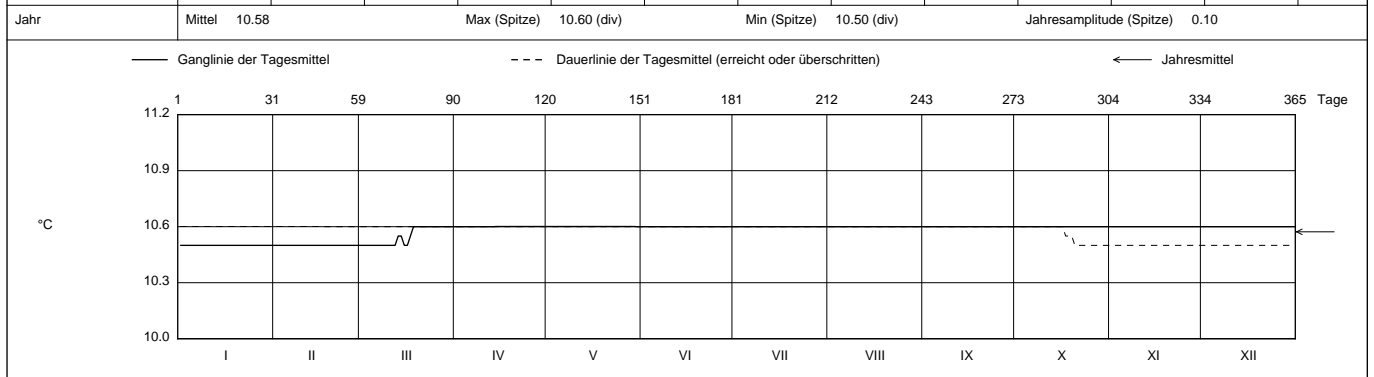 Jahr Mittel 10.58 Max (Spitze) 10.60 (div) Min (Spitze) 10.50 (div) Jahresamplitude (Spitze) 0.10
Ganglinie der Tagesmittel Dauerlinie der Tagesmittel (erreicht oder überschritten) Jahresmittel
1 31 59 90 120 151 181 212 243 273 304 334 365 Tage
11.2
10.9
°C 10.6
10.3
10.0
I II III IV V VI VII VIII IX X XI XII